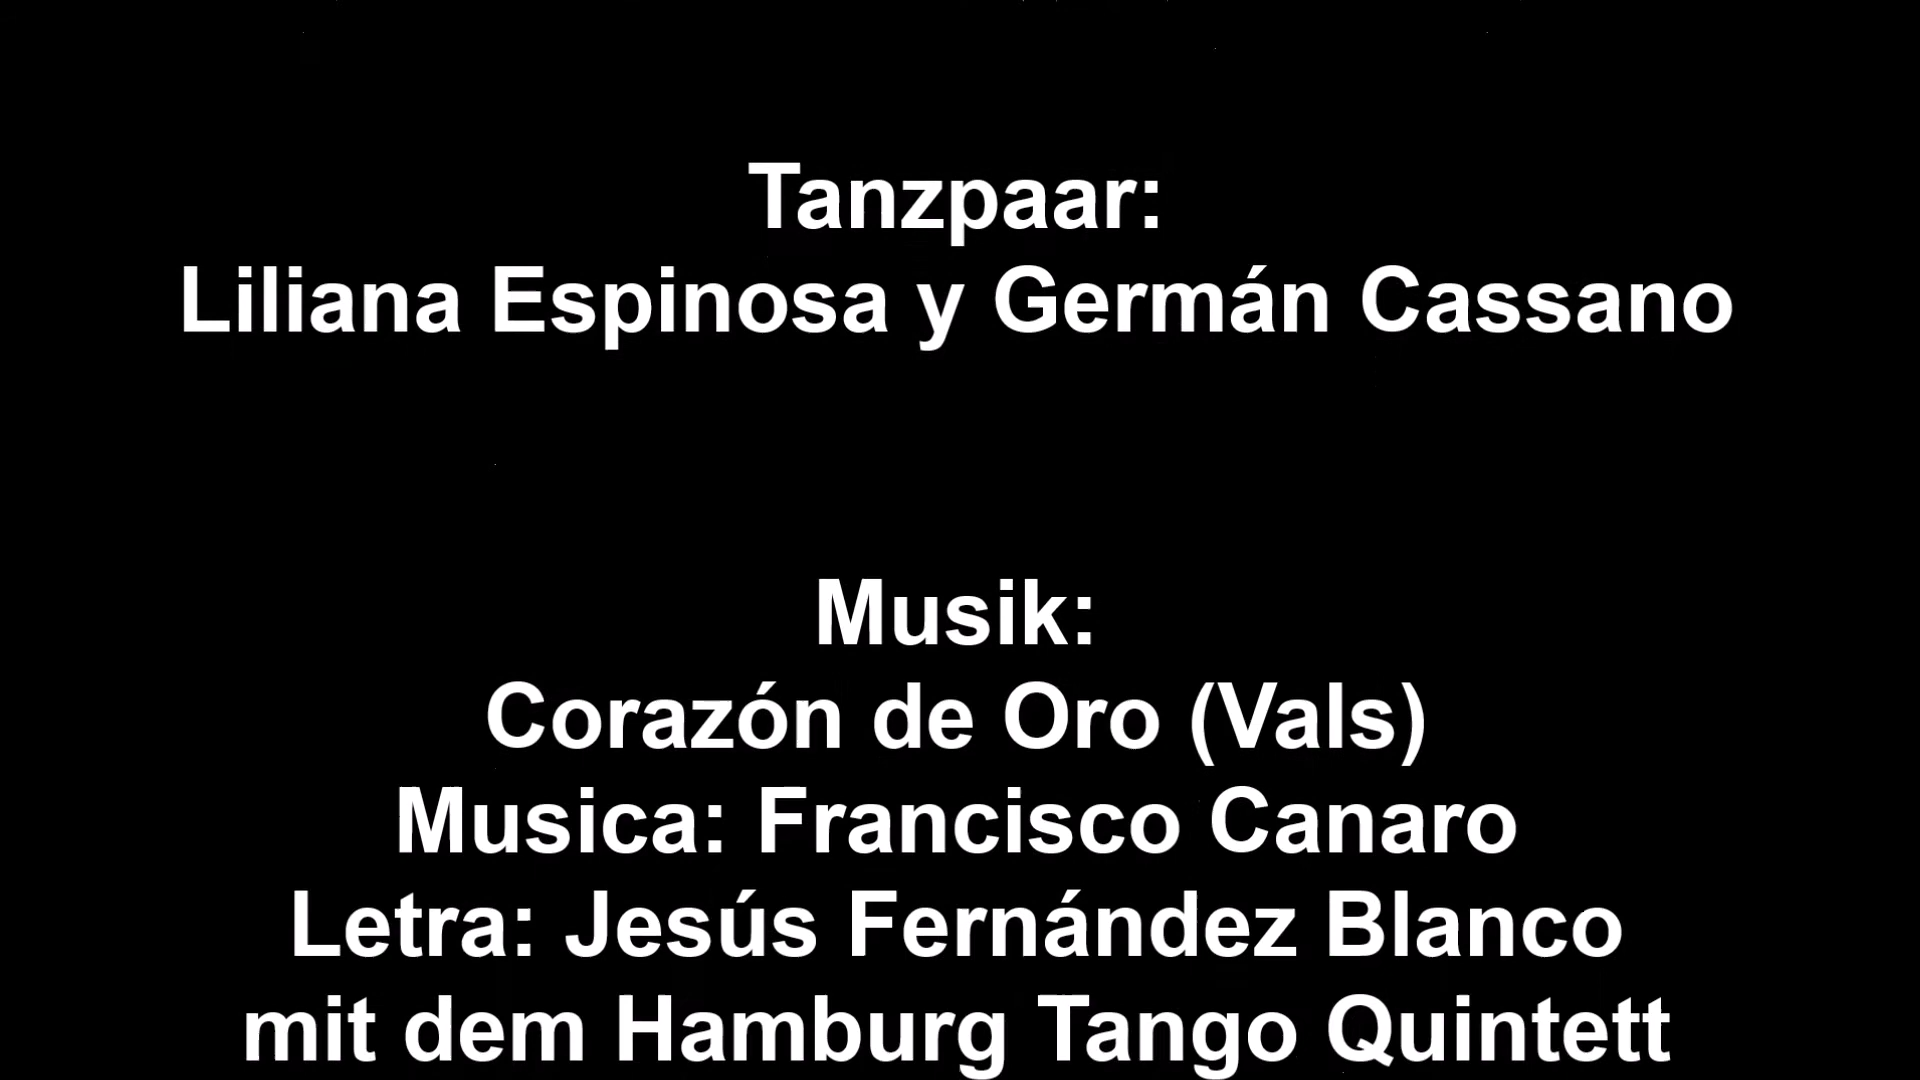 Tanzpaar:
Liliana Espinosa y Germán Cassano
Musik:
Corazón de Oro (Vals)
Musica: Francisco Canaro
Letra: Jesús Fernández Blanco
mit dem Hamburg Tango Quintett